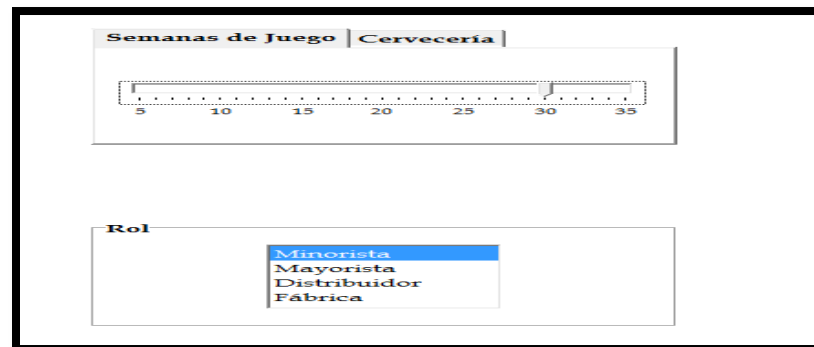 Semanas de Juego Cervecería
5 10 15 20 25 30 35
Rol
Minorista
Mayorista
Distribuidor
Fábrica